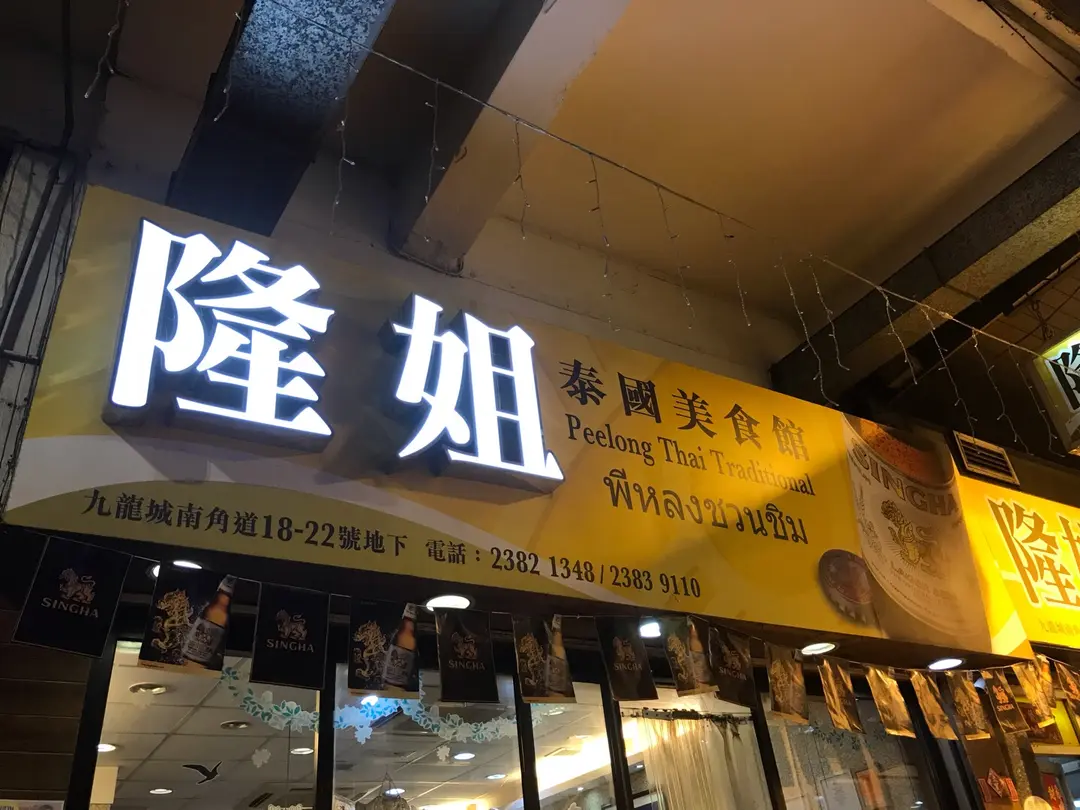 隆姐
泰國美食館
Peelong Thai Traditional
พี่หลงชวนชิม
九龍城南角道18-22號地下 電話：2382 1348 / 2383 9110
SINGHA
隆
SINGHA
SINGHA
SINGHA
SINGHA